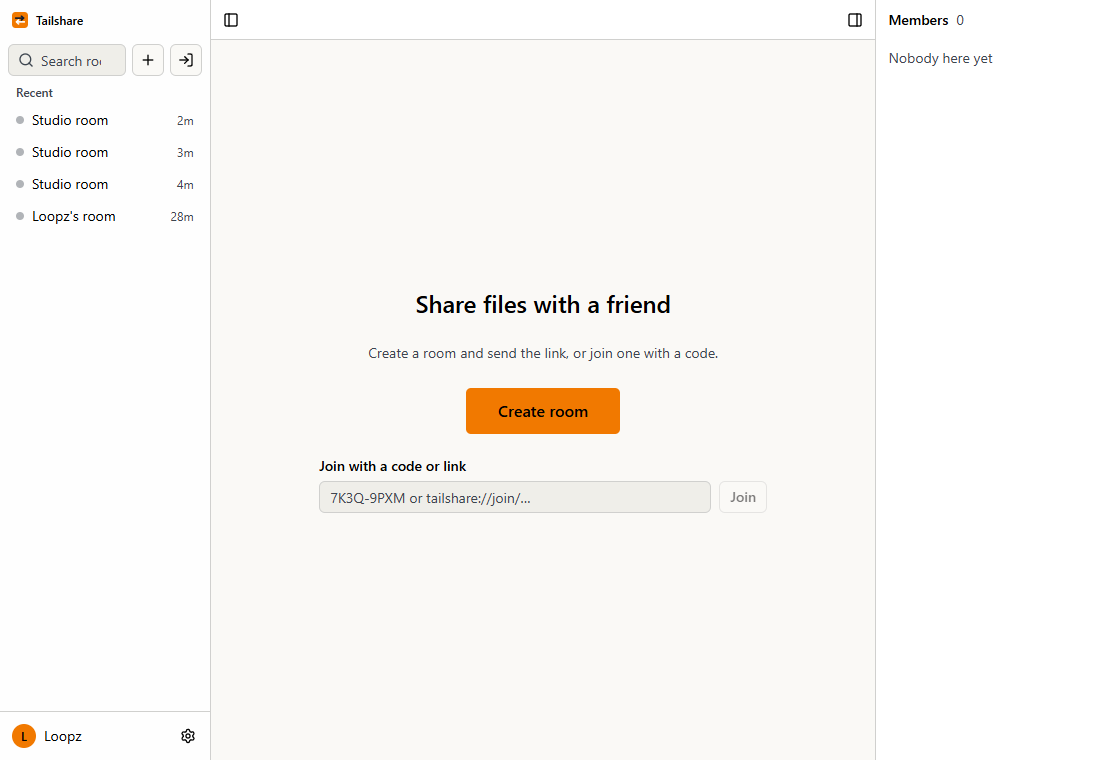 Tailshare
Search ro
Recent
Studio room 2m
Studio room 3m
Studio room 4m
Loopz's room 28m
L Loopz
Share files with a friend
Create a room and send the link, or join one with a code.
Create room
Join with a code or link
7K3Q-9PXM or tailshare://join/...
Join
Members 0
Nobody here yet